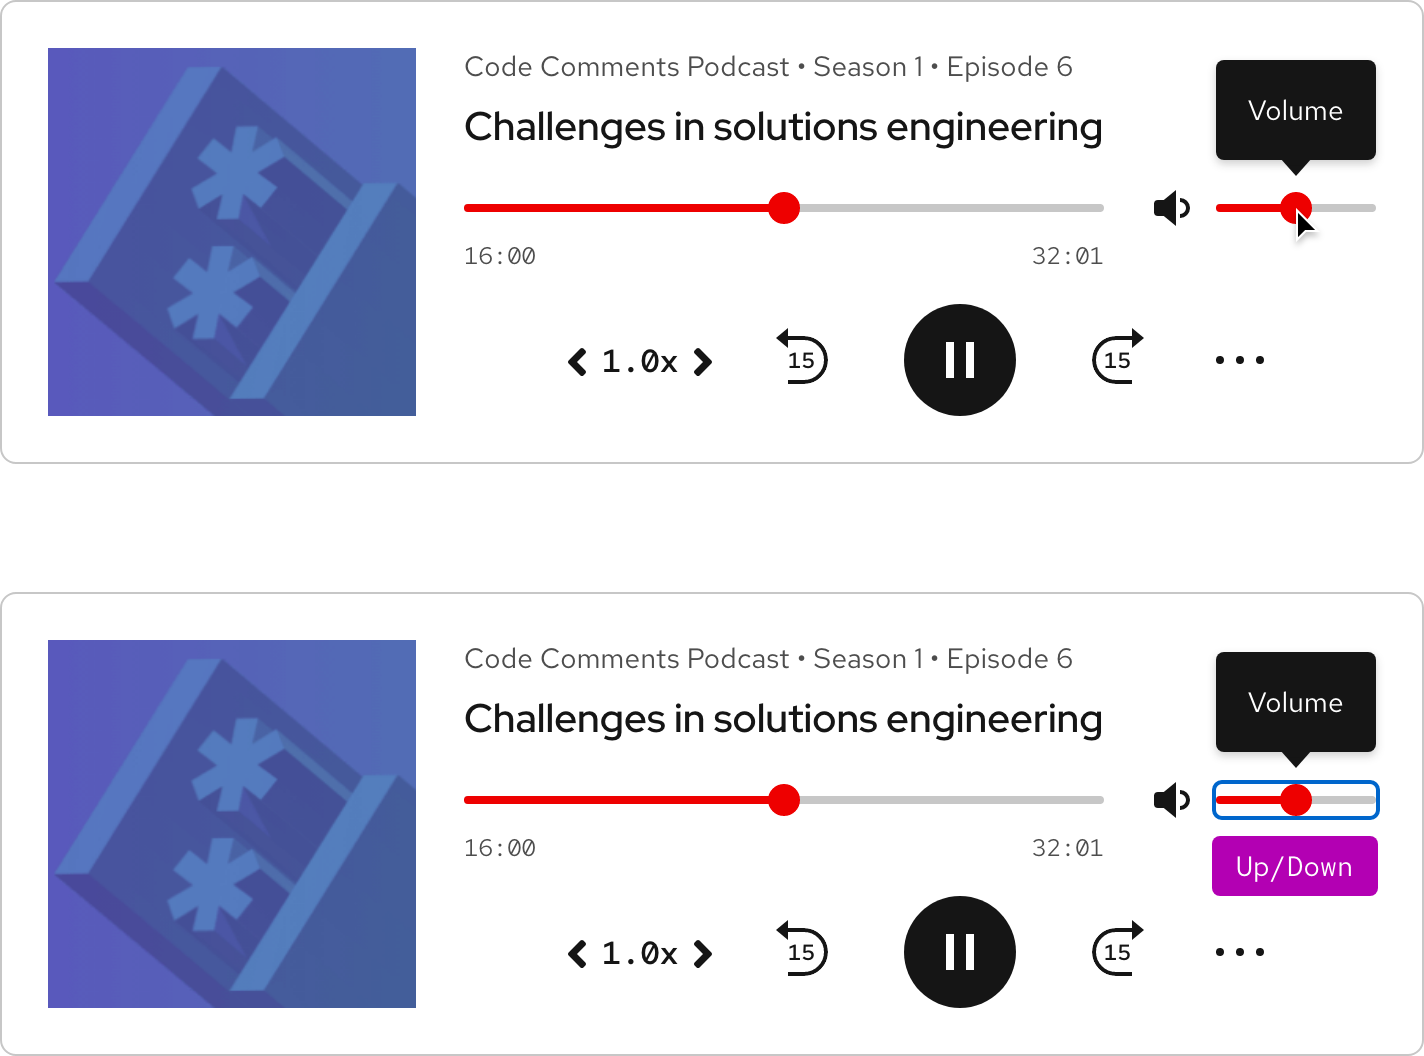 Code Comments Podcast • Season 1 • Episode 6
Volume
Challenges in solutions engineering
16:00
32:01
1.0x
15
15
Code Comments Podcast • Season 1 • Episode 6
Volume
Challenges in solutions engineering
16:00
32:01
Up/Down
1.0x
15
15